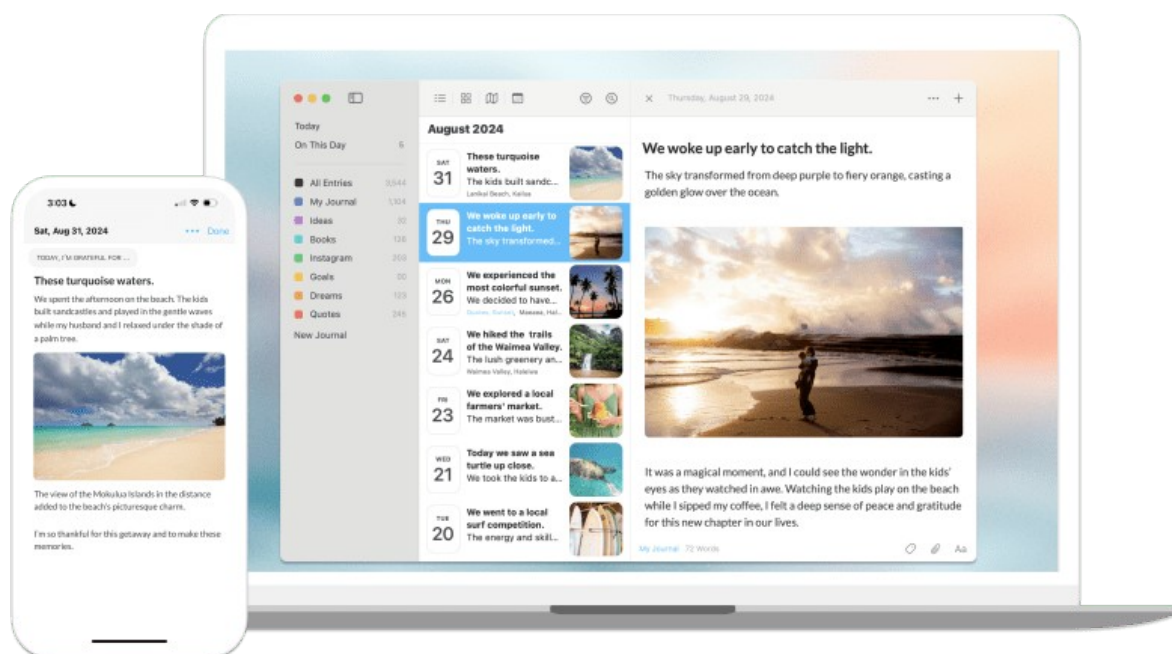 3:03
Sat, Aug 31, 2024
Done
TODAY, I'M GRATEFUL FOR ...
These turquoise waters.
We spent the afternoon on the beach. The kids
built sandcastles and played in the gentle waves
while my husband and I relaxed under the shade of
a palm tree.
The view of the Mokulua Islands in the distance
added to the beach's picturesque charm.
I'm so thankful for this getaway and to make these
memories.
Today
On This Day 5
All Entries
My Journal
Ideas
Books
Instagram
Goals
Dreams
Quotes
New Journal
August 2024
SAT
31
These turquoise
waters.
The kids built sandc...
Lanikai Beach, Kailua
THU
29
We woke up early to
catch the light.
The sky transformed...
MON
26
We experienced the
most colorful sunset.
We decided to have...
SAT
24
We hiked the trails
of the Waimea Valley.
The lush greenery an...
Waimea Valley, Haleiwa
FRI
23
We explored a local
farmers' market.
The market was bust...
WED
21
Today we saw a sea
turtle up close.
We took the kids to a...
TUE
20
We went to a local
surf competition.
The energy and skill...
Thursday, August 29, 2024
We woke up early to catch the light.
The sky transformed from deep purple to fiery orange, casting a
golden glow over the ocean.
It was a magical moment, and I could see the wonder in the kids'
eyes as they watched in awe. Watching the kids play on the beach
while I sipped my coffee, I felt a deep sense of peace and gratitude
for this new chapter in our lives.
My Journal 72 Words
Aa